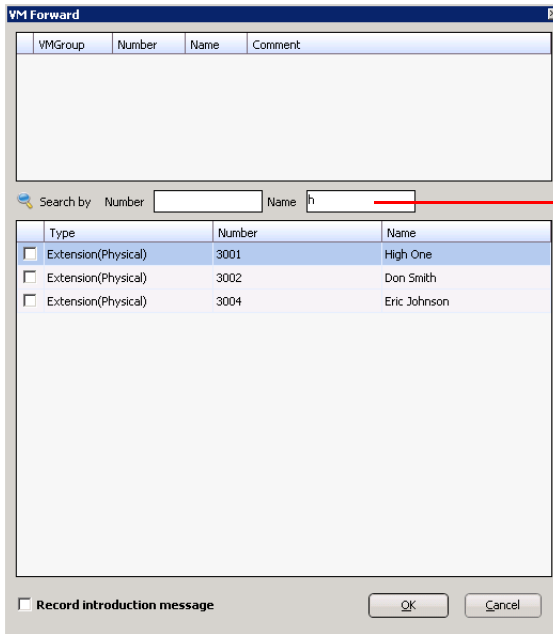 VM Forward
VMGroup Number Name Comment
Search by Number Name h
Type Number Name
Extension(Physical) 3001 High One
Extension(Physical) 3002 Don Smith
Extension(Physical) 3004 Eric Johnson
Record introduction message OK Cancel